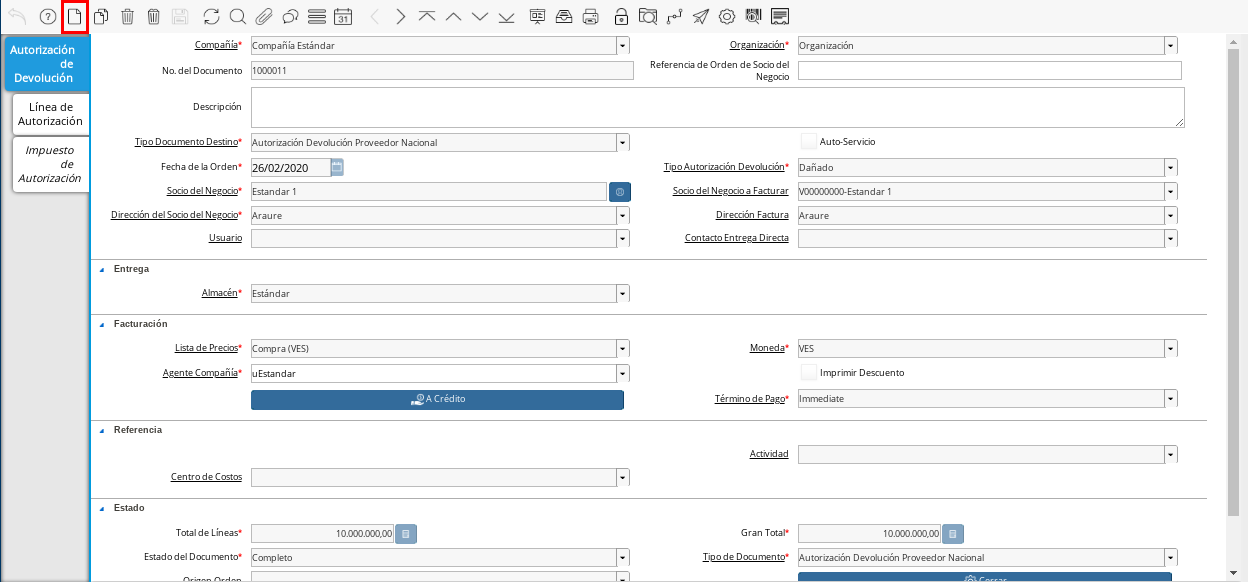 31
Autorización
de
Devolución
Línea de
Autorización
Impuesto
de
Autorización
Compañía* Compañía Estándar Organización* Organización
No. del Documento 1000011 Referencia de Orden de Socio del
Negocio
Descripción
Tipo Documento Destino* Autorización Devolución Proveedor Nacional Auto-Servicio
Fecha de la Orden* 26/02/2020 Tipo Autorización Devolución* Dañado
Socio del Negocio* Estandar 1 Socio del Negocio a Facturar V00000000-Estandar 1
Dirección del Socio del Negocio* Araure Dirección Factura Araure
Usuario Contacto Entrega Directa
Entrega
Almacén* Estándar
Facturación
Lista de Precios* Compra (VES) Moneda* VES
Agente Compañía* uEstandar Imprimir Descuento
A Crédito Término de Pago* Immediate
Referencia
Actividad
Centro de Costos
Estado
Total de Líneas* 10.000.000,00 Gran Total* 10.000.000,00
Estado del Documento* Completo Tipo de Documento* Autorización Devolución Proveedor Nacional
Origen Orden Cerrar